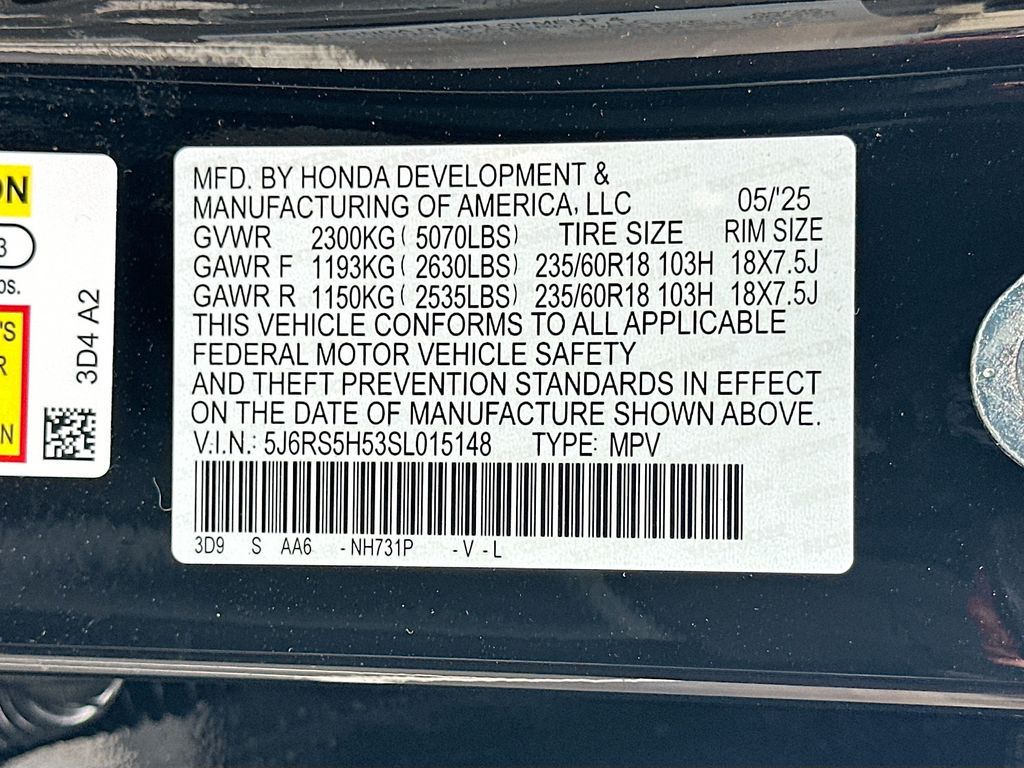 MFD. BY HONDA DEVELOPMENT &
MANUFACTURING OF AMERICA, LLC 05/'25
GVWR 2300KG ( 5070LBS) TIRE SIZE RIM SIZE
GAWR F 1193KG ( 2630LBS) 235/60R18 103H 18X7.5J
GAWR R 1150KG ( 2535LBS) 235/60R18 103H 18X7.5J
THIS VEHICLE CONFORMS TO ALL APPLICABLE
FEDERAL MOTOR VEHICLE SAFETY
AND THEFT PREVENTION STANDARDS IN EFFECT
ON THE DATE OF MANUFACTURE SHOWN ABOVE.
V.I.N.: 5J6RS5H53SL015148 TYPE: MPV
3D9 S AA6 -NH731P -V -L
3D4 A2